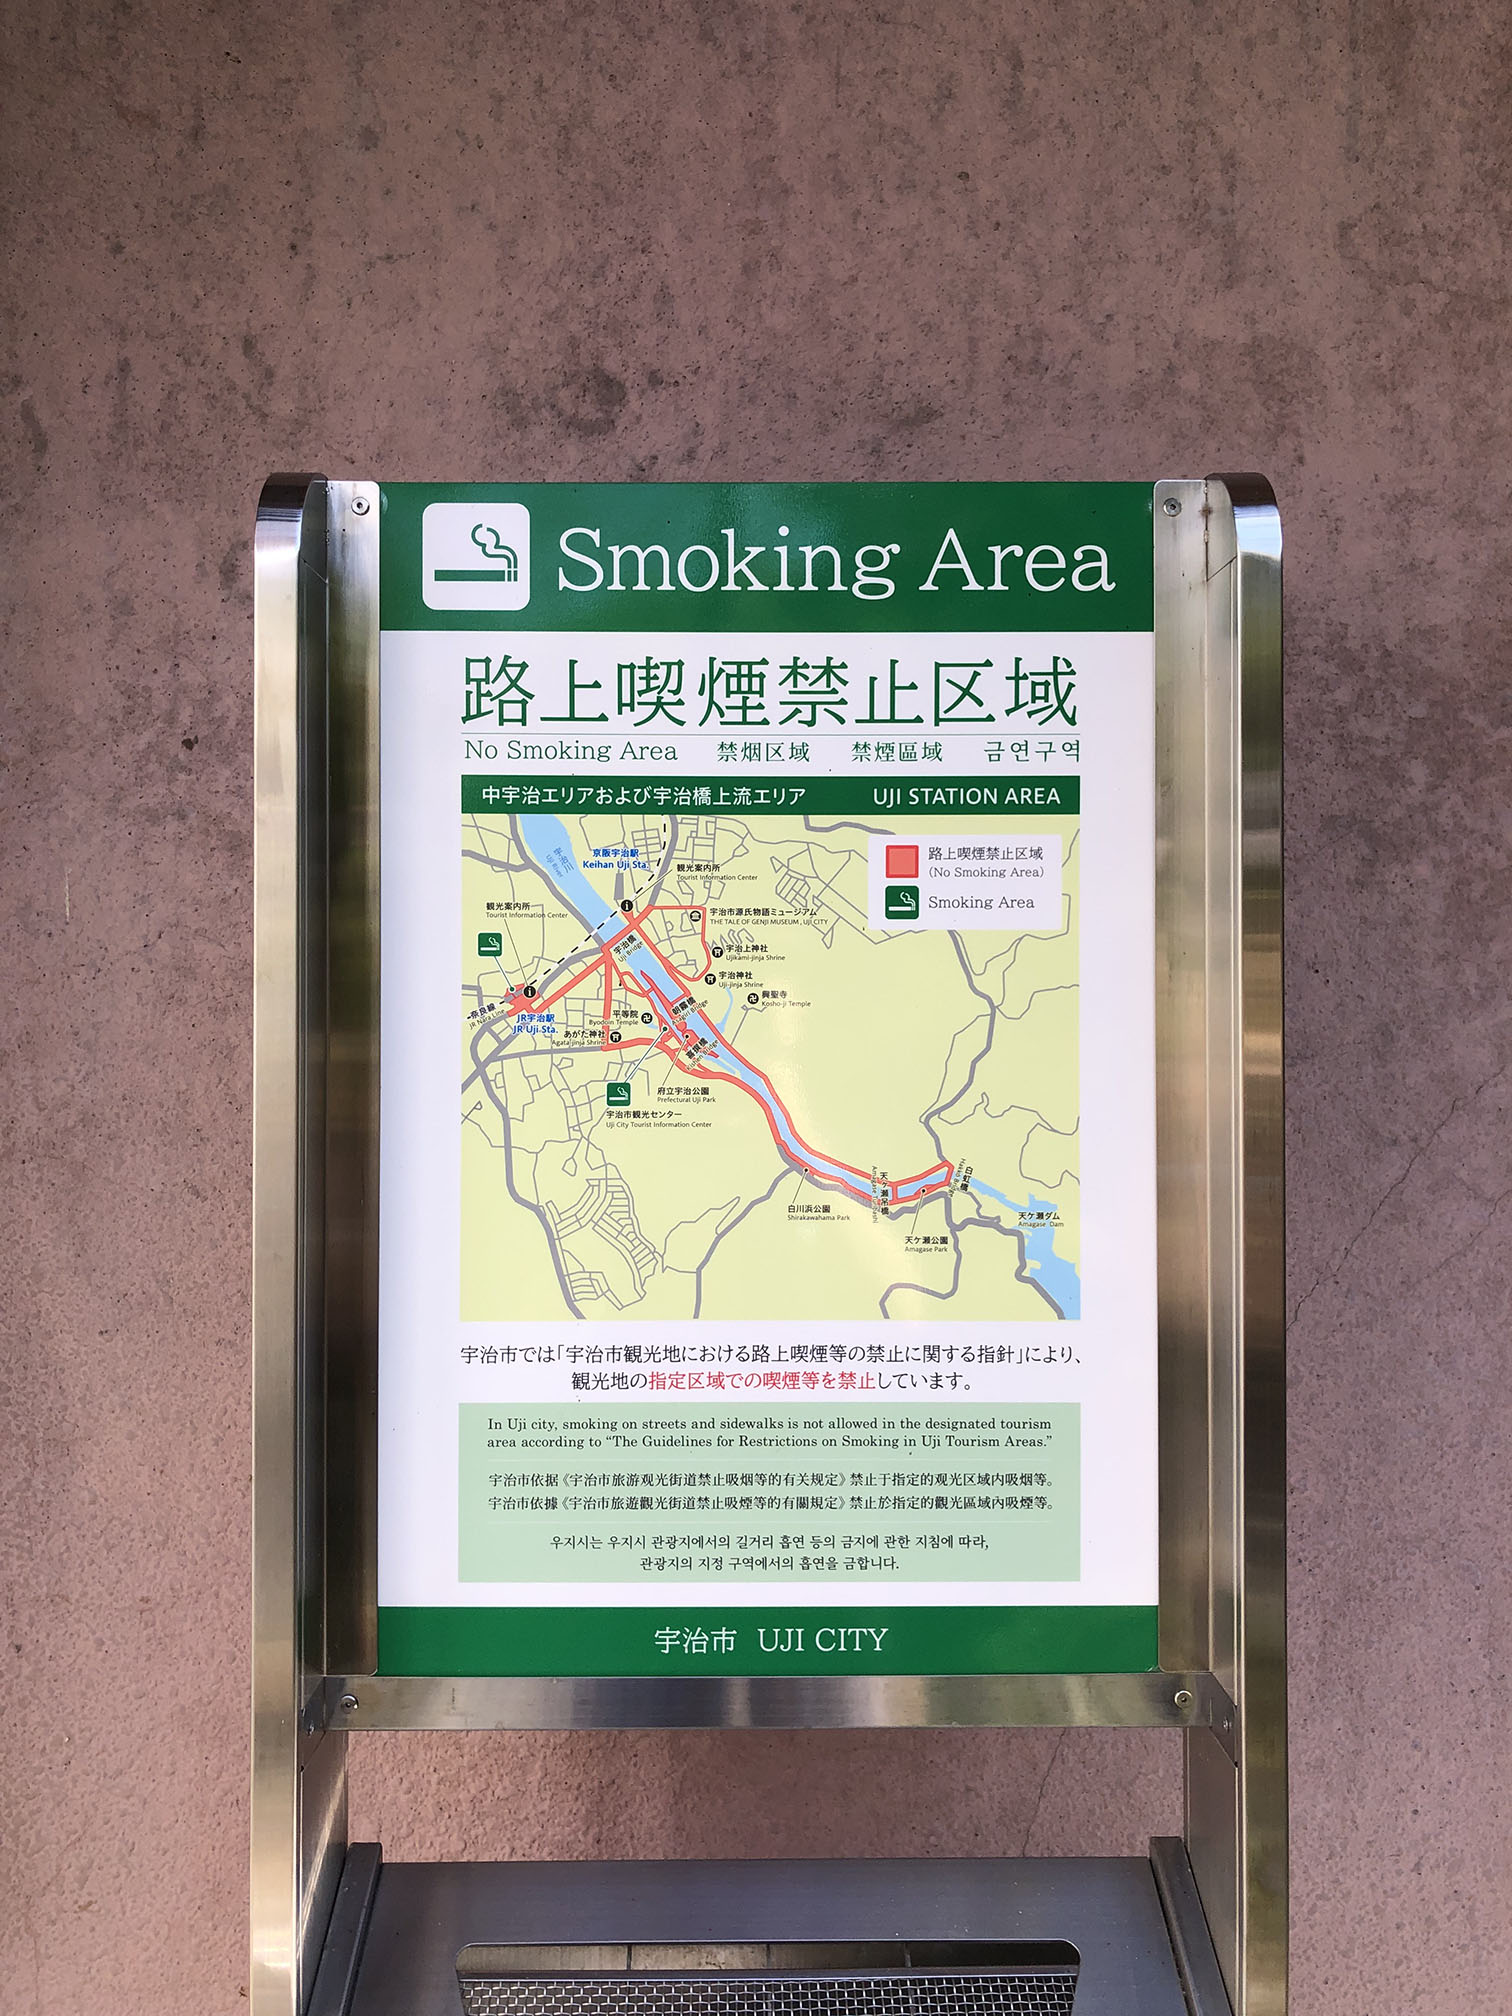 Smoking Area
路上喫煙禁止区域
No Smoking Area 禁烟区域 禁煙區域 금연구역
中宇治エリアおよび宇治橋上流エリア UJI STATION AREA
路上喫煙禁止区域
(No Smoking Area)
Smoking Area
宇治川
Uji River
京阪宇治駅
Keihan Uji Sta.
観光案内所
Tourist Information Center
観光案内所
Tourist Information Center
宇治市源氏物語ミュージアム
THE TALE OF GENJI MUSEUM, UJI CITY
宇治橋
Uji Bridge
宇治上神社
Ujikami-jinja Shrine
宇治神社
Uji-jinja Shrine
興聖寺
Kosho-ji Temple
奈良線
JR Nara Line
JR宇治駅
JR Uji Sta.
平等院
Byodoin Temple
朝霧橋
Asagiri Bridge
あがた神社
Agata-jinja Shrine
喜撰橋
Kisen Bridge
府立宇治公園
Prefectural Uji Park
宇治市観光センター
Uji City Tourist Information Center
白川浜公園
Shirakawahama Park
天ヶ瀬吊橋
Amagase Tsuribashi
白虹橋
Hakko Bridge
天ケ瀬公園
Amagase Park
天ケ瀬ダム
Amagase Dam
宇治市では「宇治市観光地における路上喫煙等の禁止に関する指針」により、
観光地の指定区域での喫煙等を禁止しています。
In Uji city, smoking on streets and sidewalks is not allowed in the designated tourism
area according to “The Guidelines for Restrictions on Smoking in Uji Tourism Areas.”
宇治市依据《宇治市旅游观光街道禁止吸烟等的有关规定》禁止于指定的观光区域内吸烟等。
宇治市依據《宇治市旅遊觀光街道禁止吸煙等的有關規定》禁止於指定的觀光區域內吸煙等。
우지시는 우지시 관광지에서의 길거리 흡연 등의 금지에 관한 지침에 따라,
관광지의 지정 구역에서의 흡연을 금합니다.
宇治市 UJI CITY